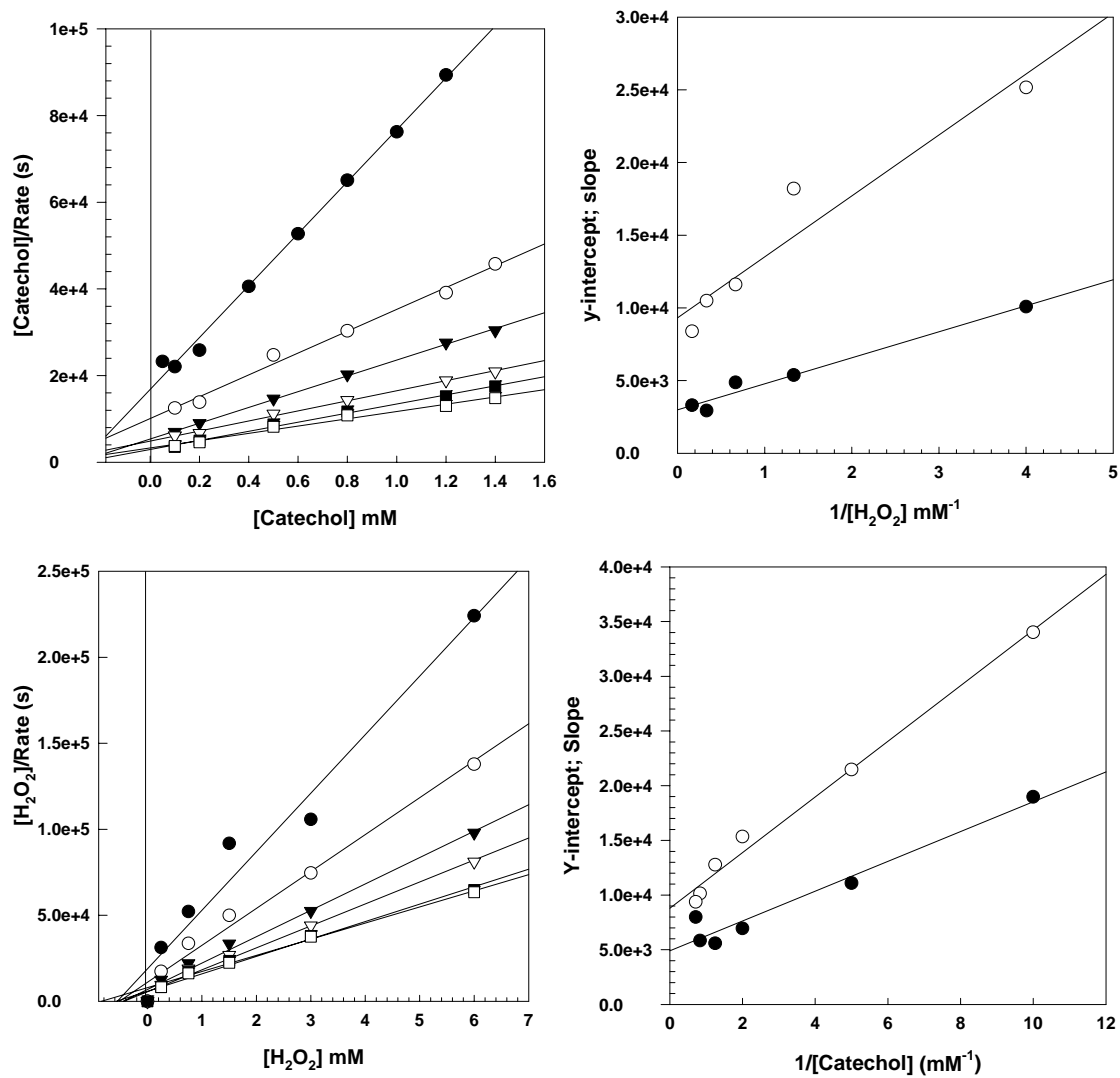 1e+5
8e+4
6e+4
4e+4
2e+4
0
[Catechol]/Rate (s)
0.0 0.2 0.4 0.6 0.8 1.0 1.2 1.4 1.6
[Catechol] mM
3.0e+4
2.5e+4
2.0e+4
1.5e+4
1.0e+4
5.0e+3
0.0
y-intercept; slope
0 1 2 3 4 5
1/[H₂O₂] mM⁻¹
2.5e+5
2.0e+5
1.5e+5
1.0e+5
5.0e+4
0.0
[H₂O₂]/Rate (s)
0 1 2 3 4 5 6 7
[H₂O₂] mM
4.0e+4
3.5e+4
3.0e+4
2.5e+4
2.0e+4
1.5e+4
1.0e+4
5.0e+3
0.0
Y-intercept; Slope
0 2 4 6 8 10 12
1/[Catechol] (mM⁻¹)